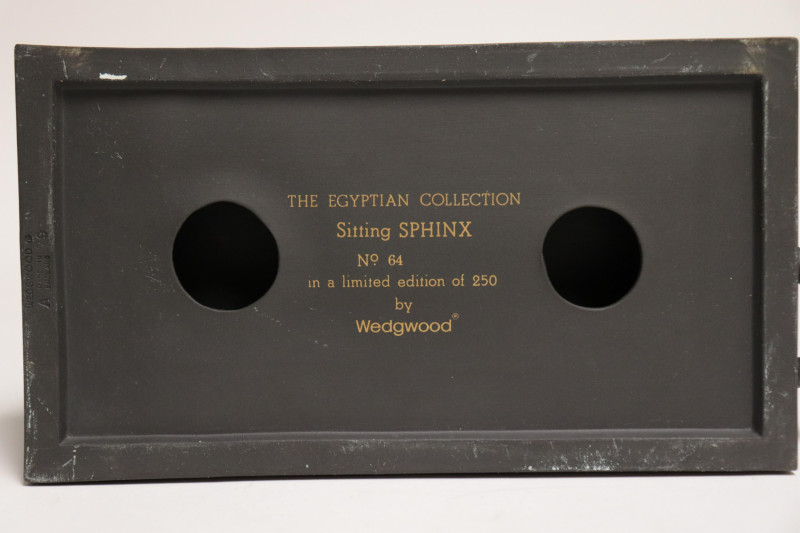 THE EGYPTIAN COLLECTION
Sitting SPHINX
Nº 64
in a limited edition of 250
by
Wedgwood®